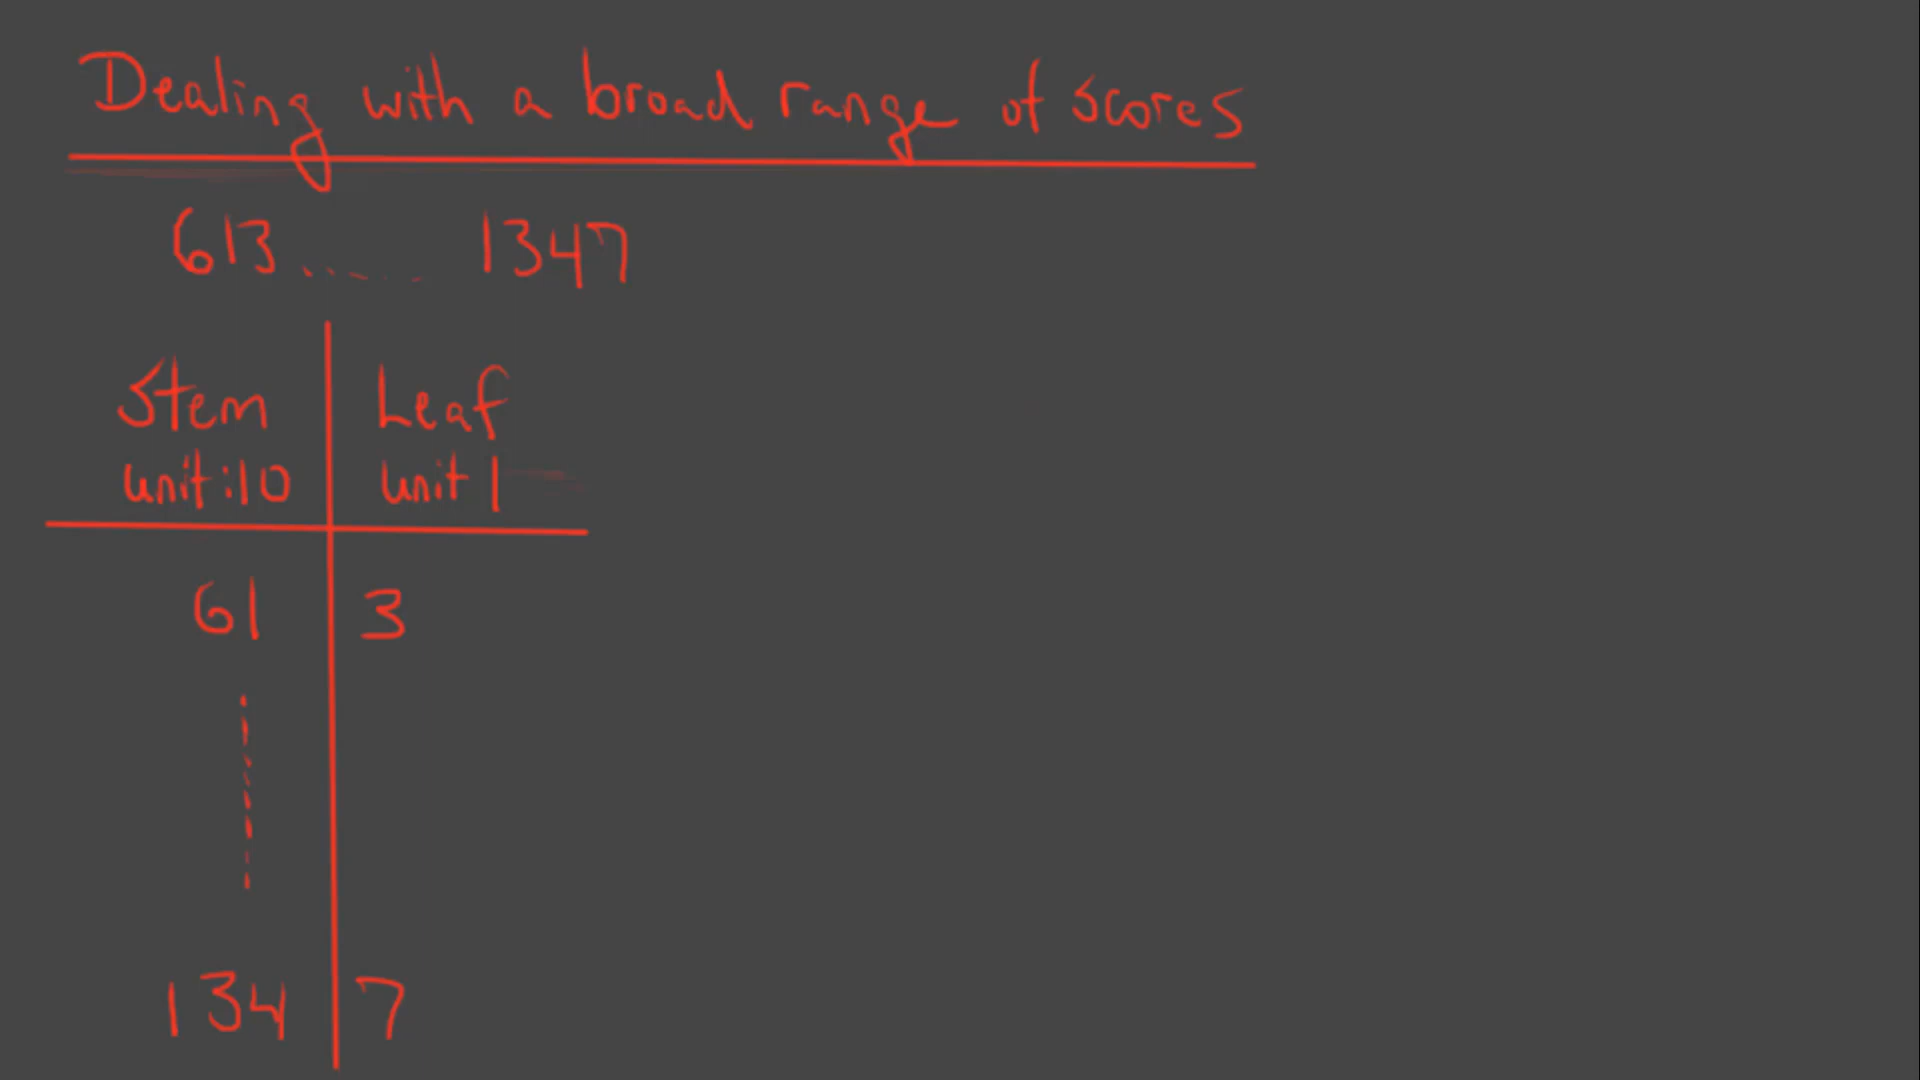 Dealing with a broad range of scores
613...... 1347
Stem Leaf
unit:10 unit 1
61 3
134 7